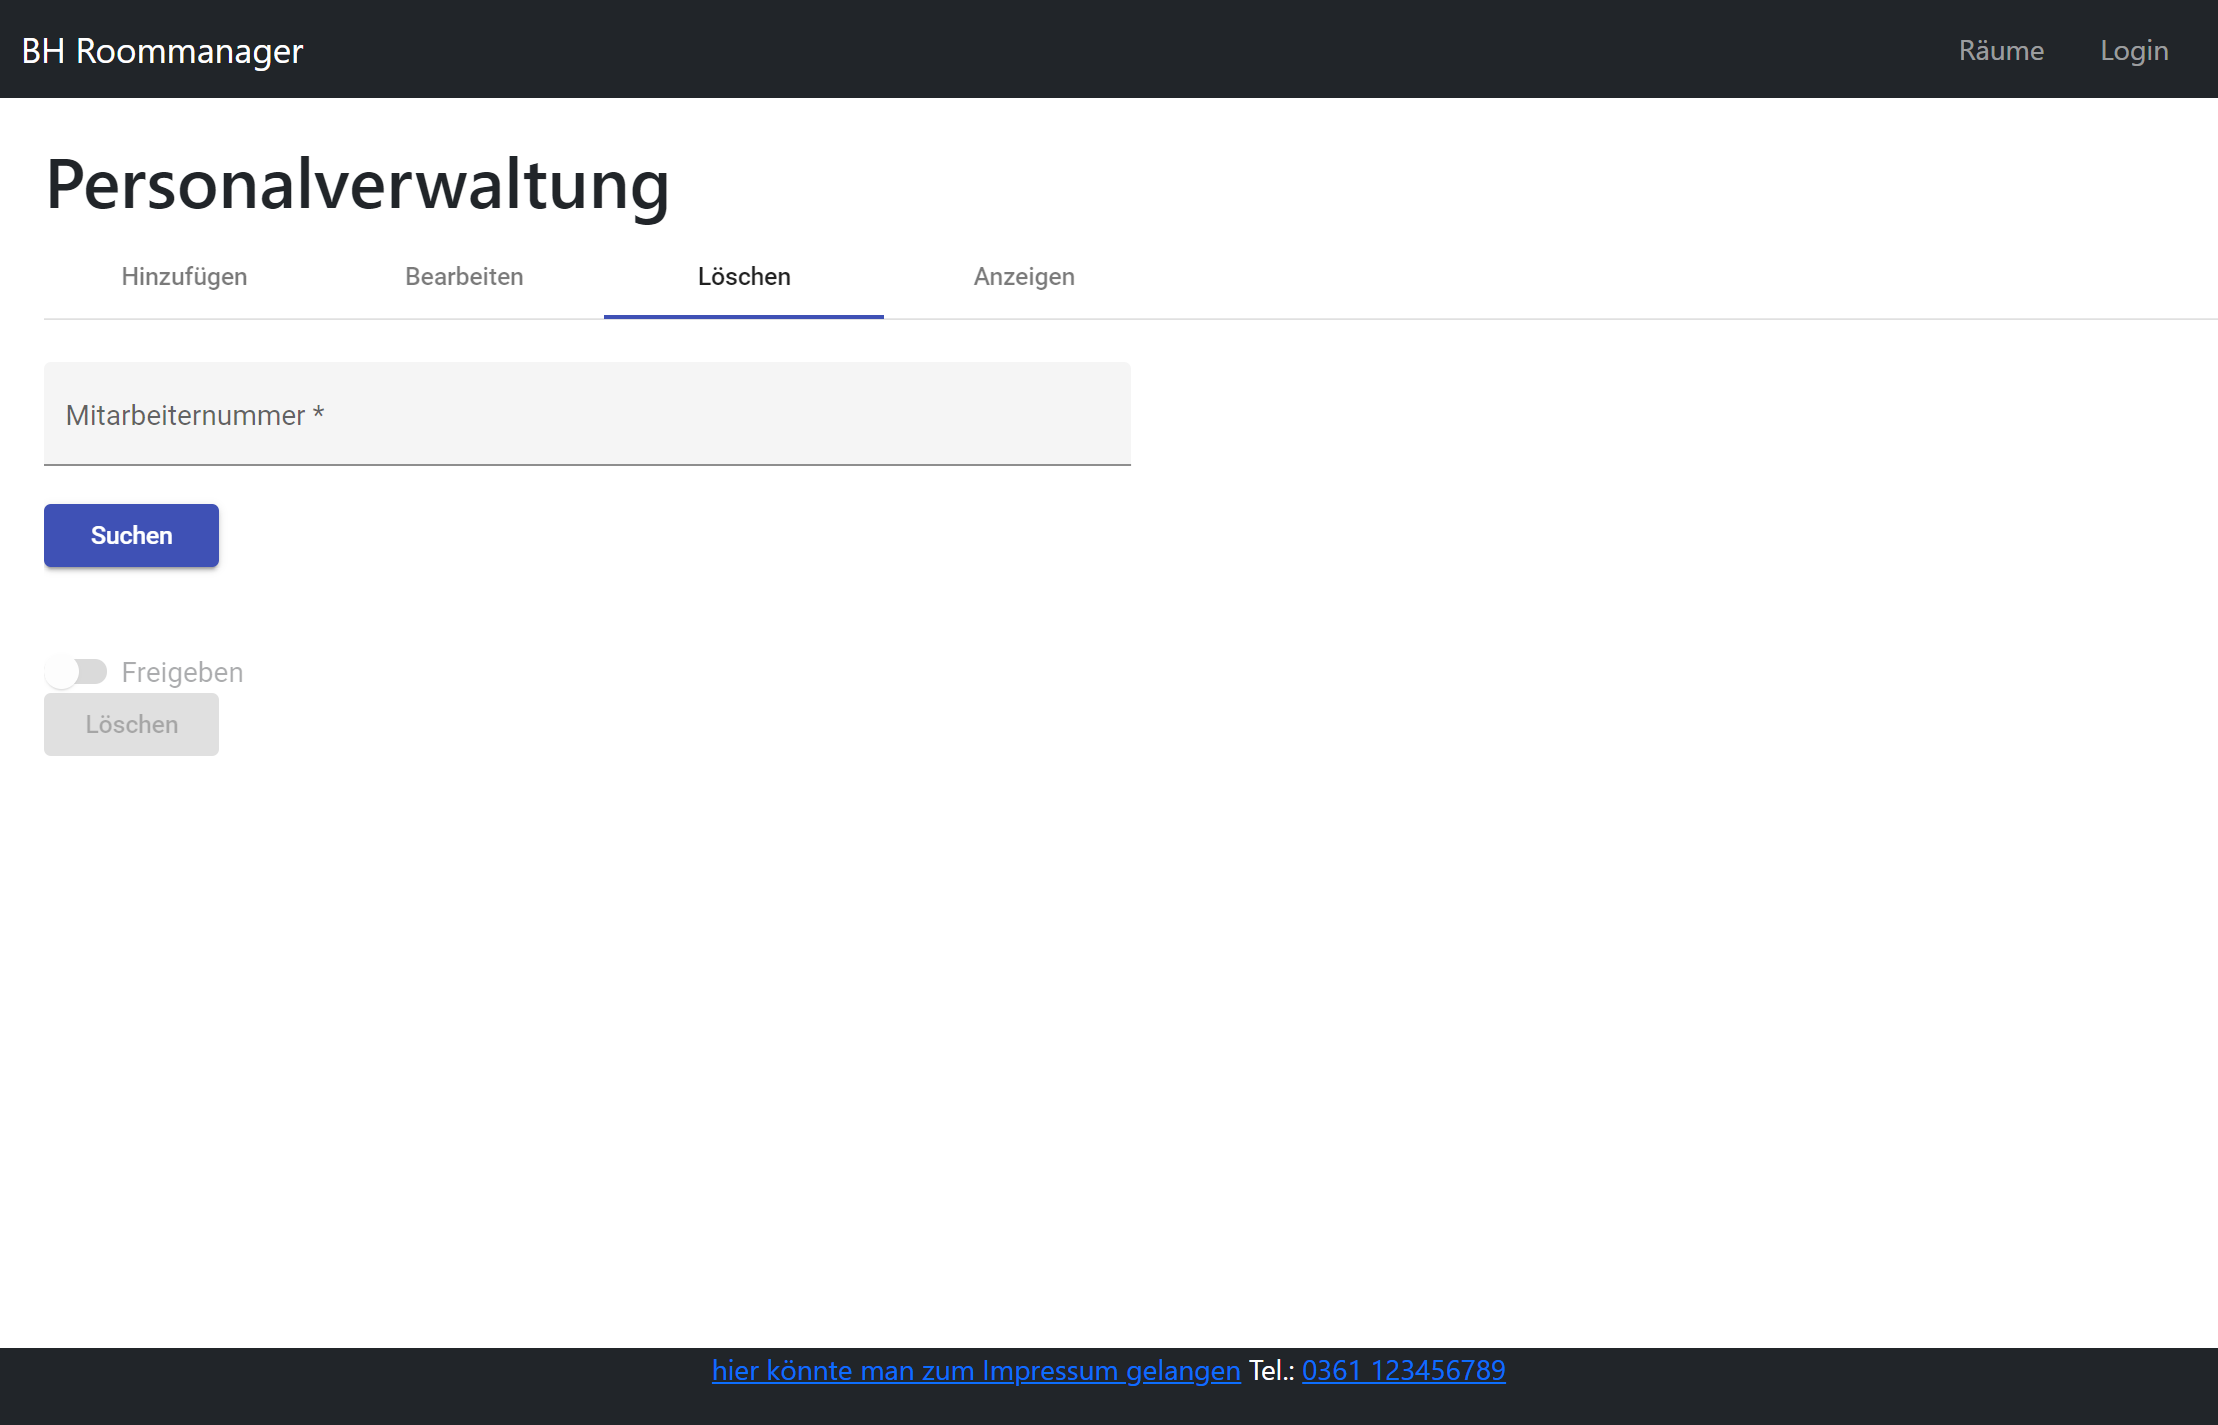 BH Roommanager Räume Login
Personalverwaltung
Hinzufügen Bearbeiten Löschen Anzeigen
Mitarbeiternummer *
Suchen
Freigeben
Löschen
hier könnte man zum Impressum gelangen Tel.: 0361 123456789